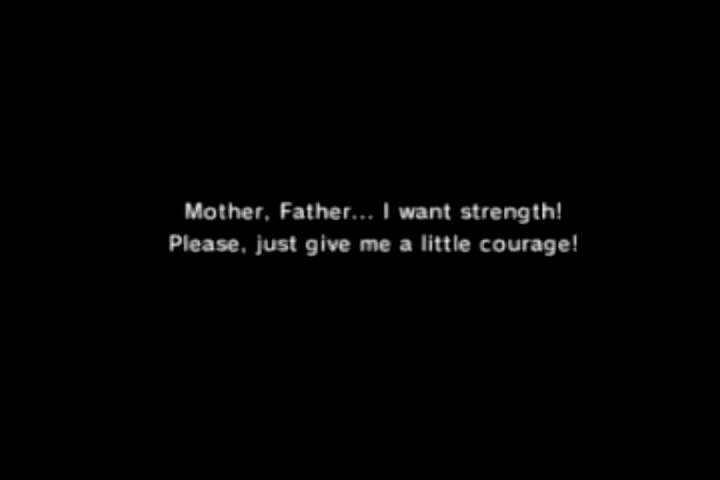 Mother, Father... I want strength!
Please, just give me a little courage!